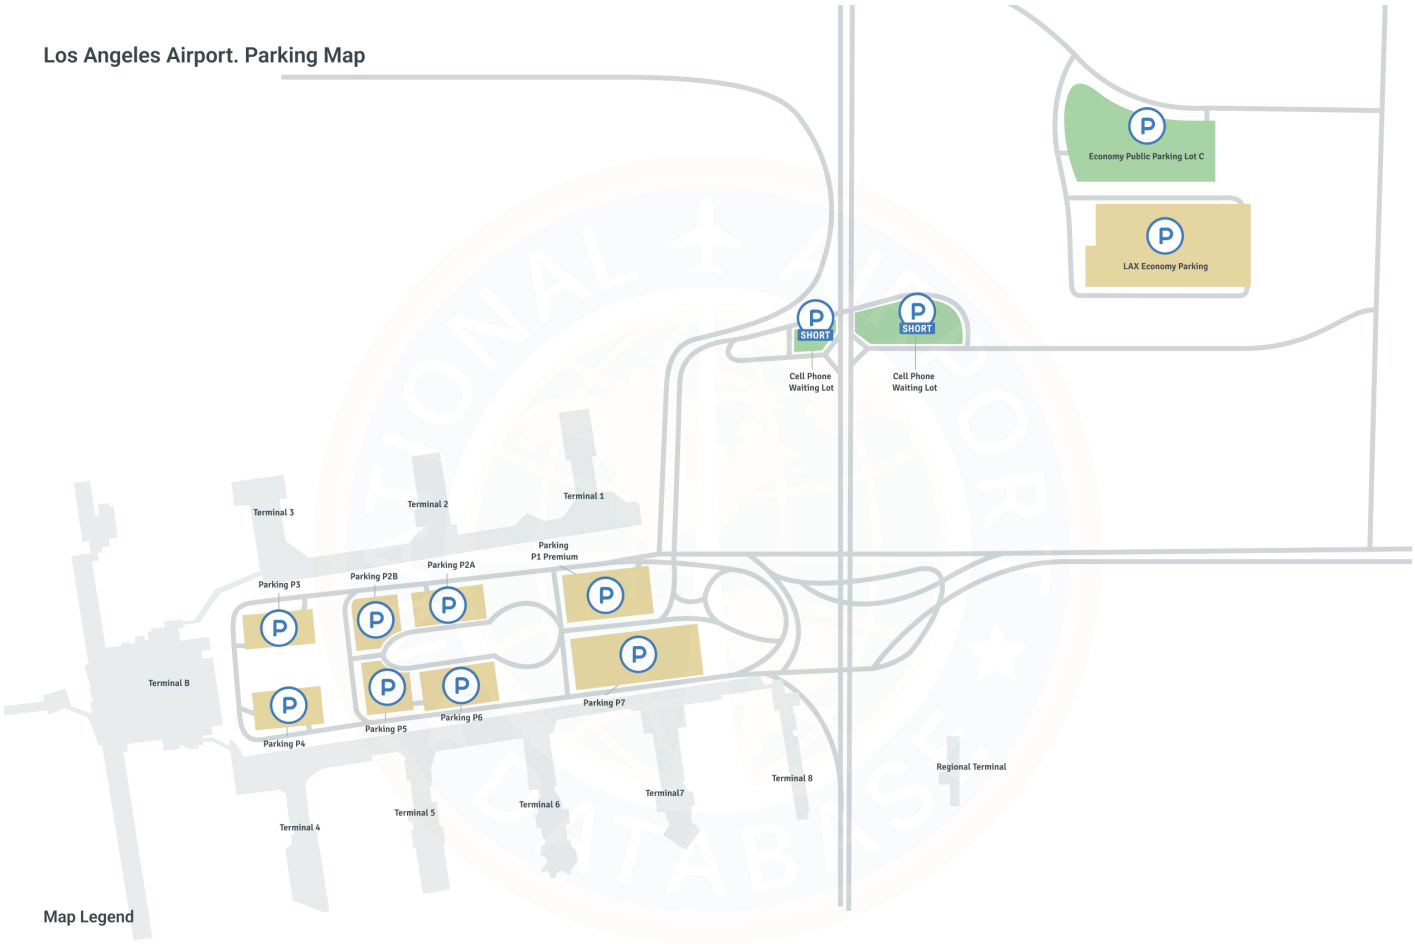 Los Angeles Airport. Parking Map
P
Economy Public Parking Lot C
P
LAX Economy Parking
P
SHORT
P
SHORT
Cell Phone
Waiting Lot
Cell Phone
Waiting Lot
Terminal 1
Terminal 2
Terminal 3
Parking
P1 Premium
Parking P2A
Parking P2B
Parking P3
P
P
P
P
P
Terminal B
P
P
P
P
Parking P7
Parking P6
Parking P5
Parking P4
Regional Terminal
Terminal 8
Terminal7
Terminal 6
Terminal 5
Terminal 4
Map Legend
TIONAL AIRPOR
DATABASE